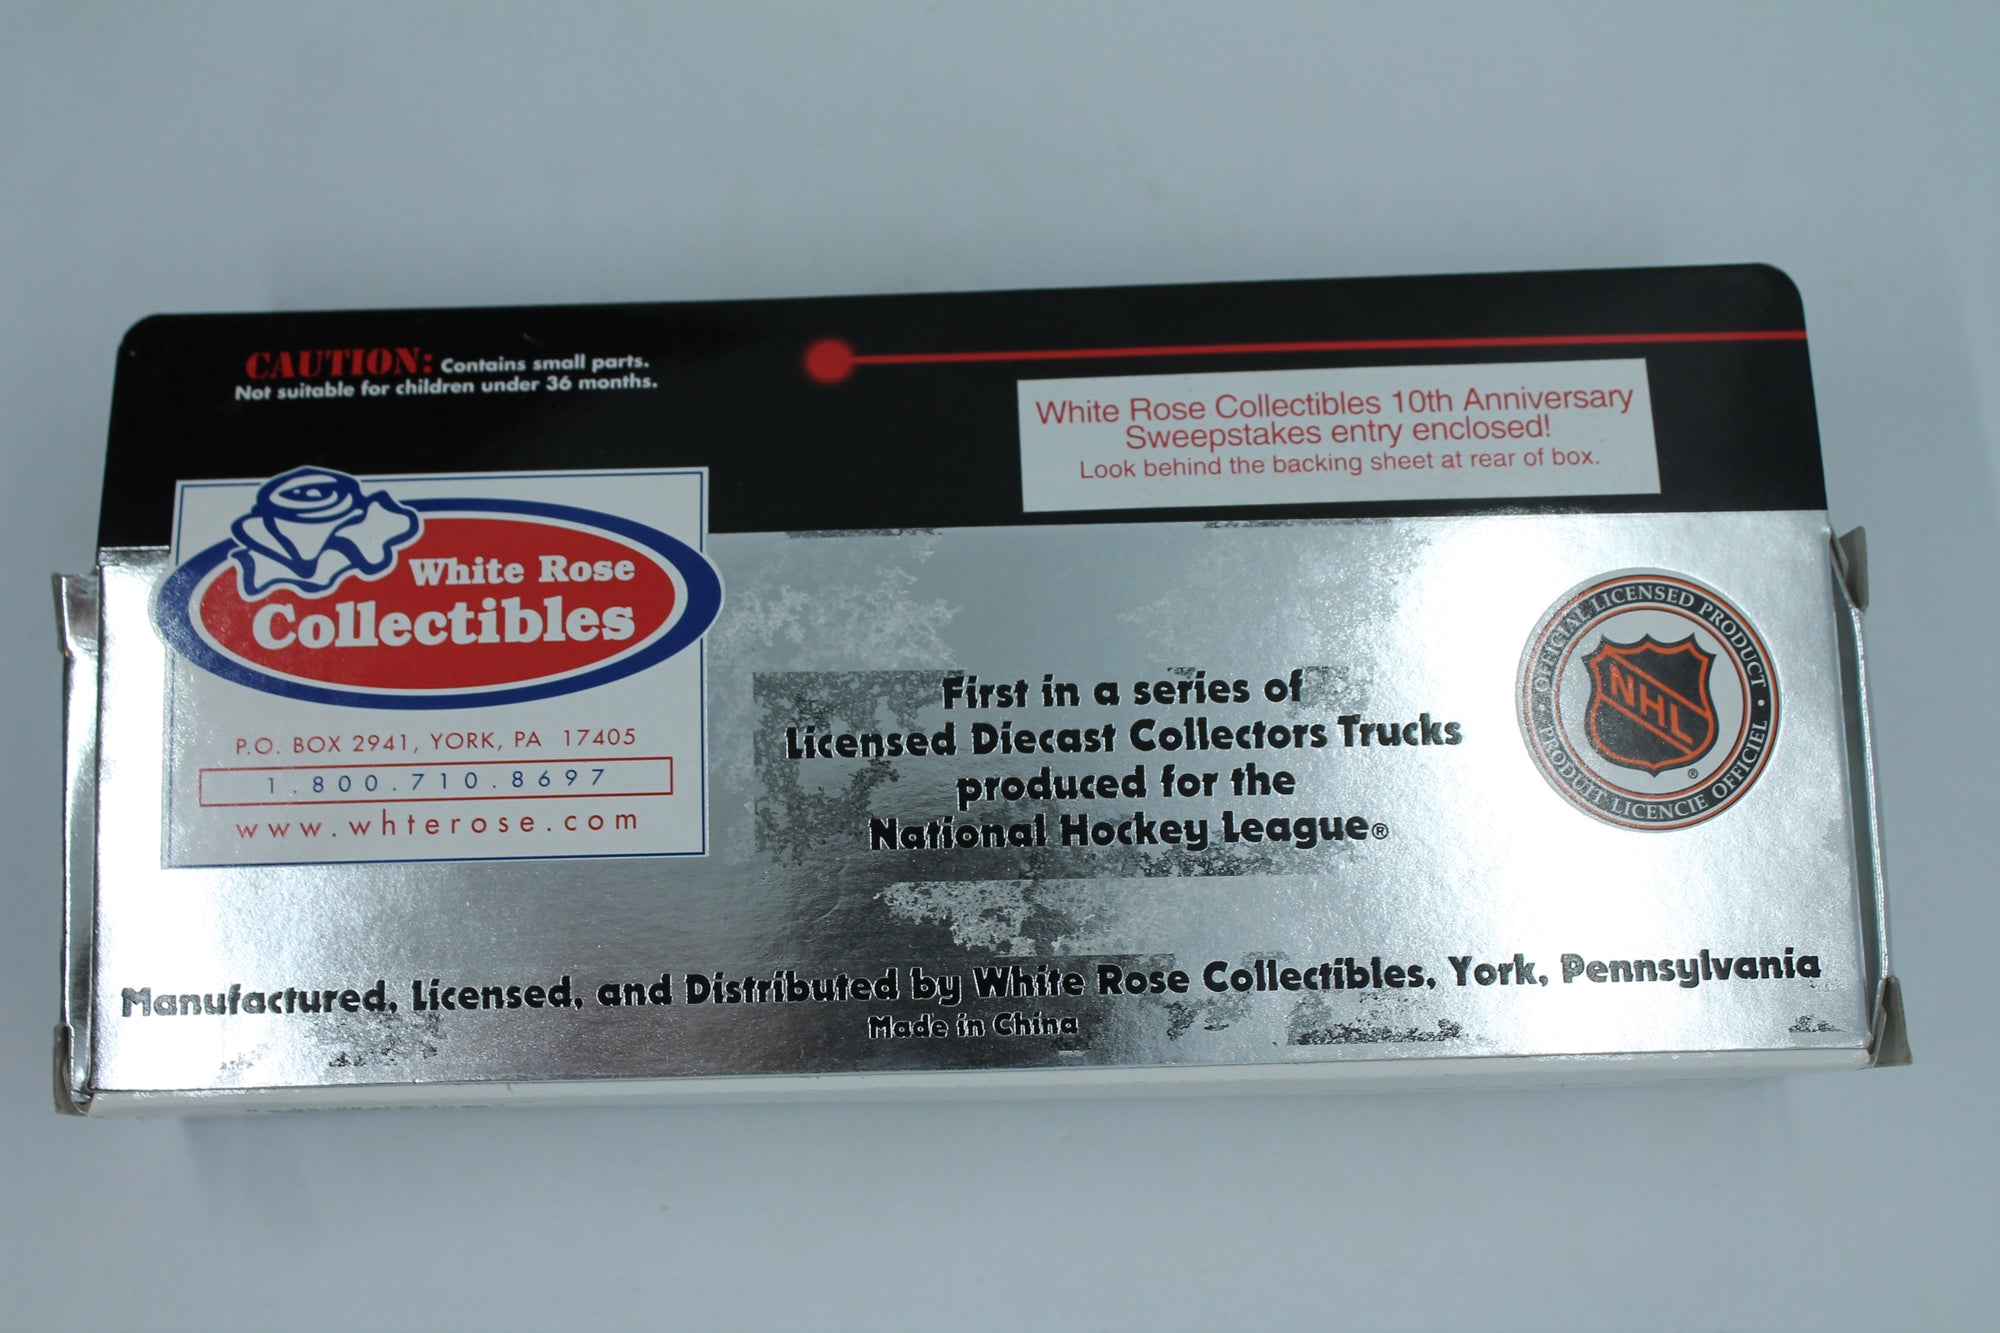 CAUTION: Contains small parts.
Not suitable for children under 36 months.
White Rose Collectibles 10th Anniversary
Sweepstakes entry enclosed!
Look behind the backing sheet at rear of box.
White Rose
Collectibles
P.O. BOX 2941, YORK, PA 17405
1.800.710.8697
www.whterose.com
First in a series of
Licensed Diecast Collectors Trucks
produced for the
National Hockey League®
OFFICIAL LICENSED PRODUCT •
NHL
®
PRODUIT LICENCIE OFFICIEL •
Manufactured, Licensed, and Distributed by White Rose Collectibles, York, Pennsylvania
Made in China